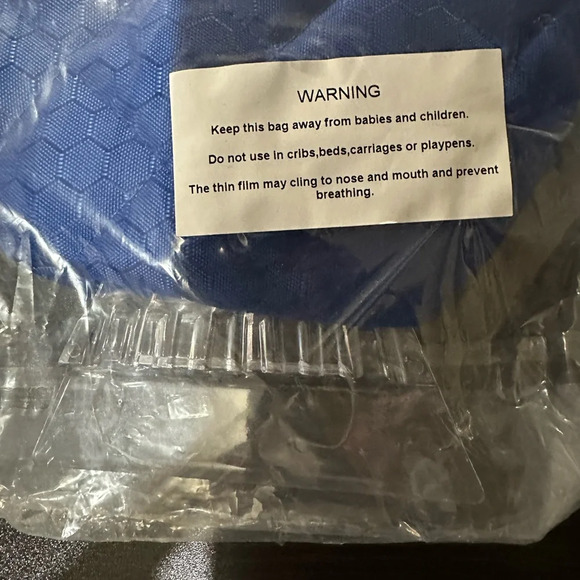 WARNING
Keep this bag away from babies and children.
Do not use in cribs,beds,carriages or playpens.
The thin film may cling to nose and mouth and prevent
breathing.